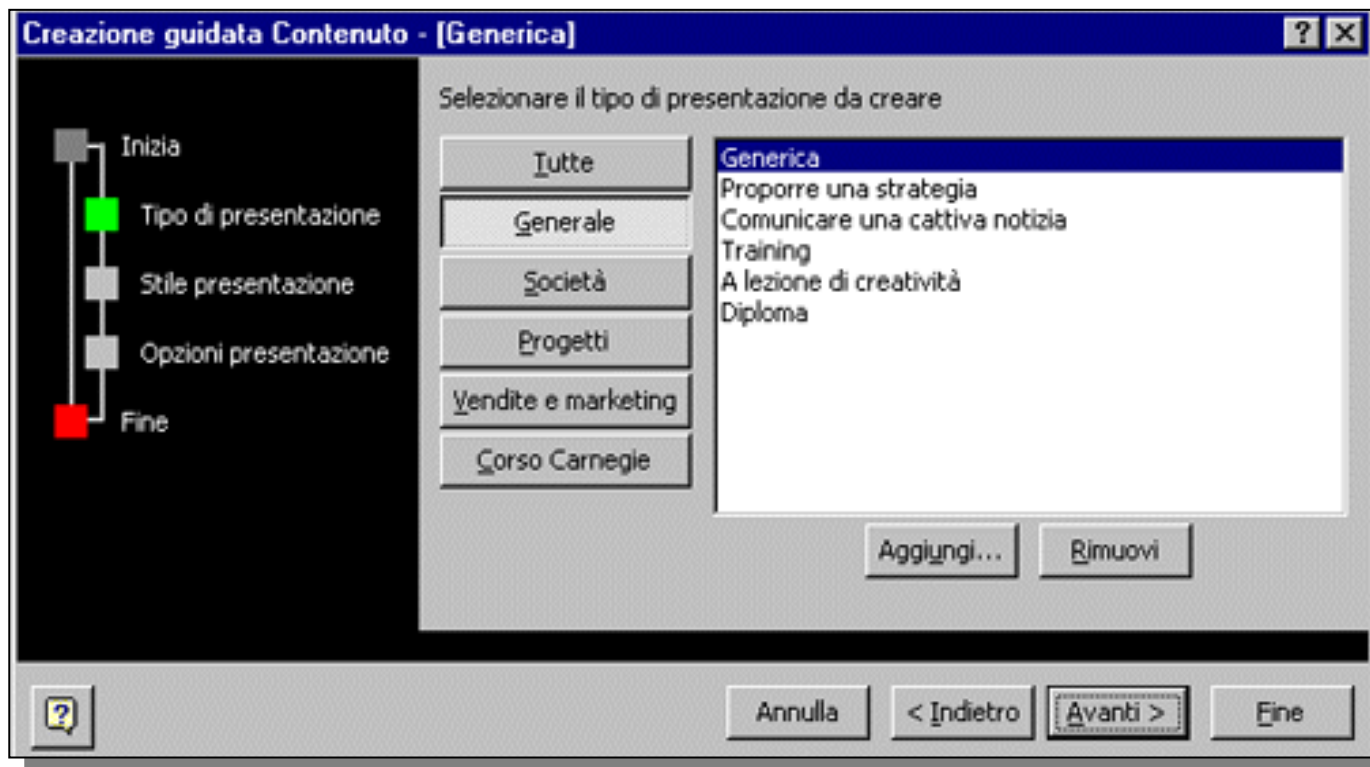 Creazione guidata Contenuto - [Generica]
Selezionare il tipo di presentazione da creare
Inizia
Tipo di presentazione
Stile presentazione
Opzioni presentazione
Fine
Tutte
Generale
Società
Progetti
Vendite e marketing
Corso Carnegie
Generica
Proporre una strategia
Comunicare una cattiva notizia
Training
A lezione di creatività
Diploma
Aggiungi...
Rimuovi
Annulla
< Indietro
Avanti >
Fine